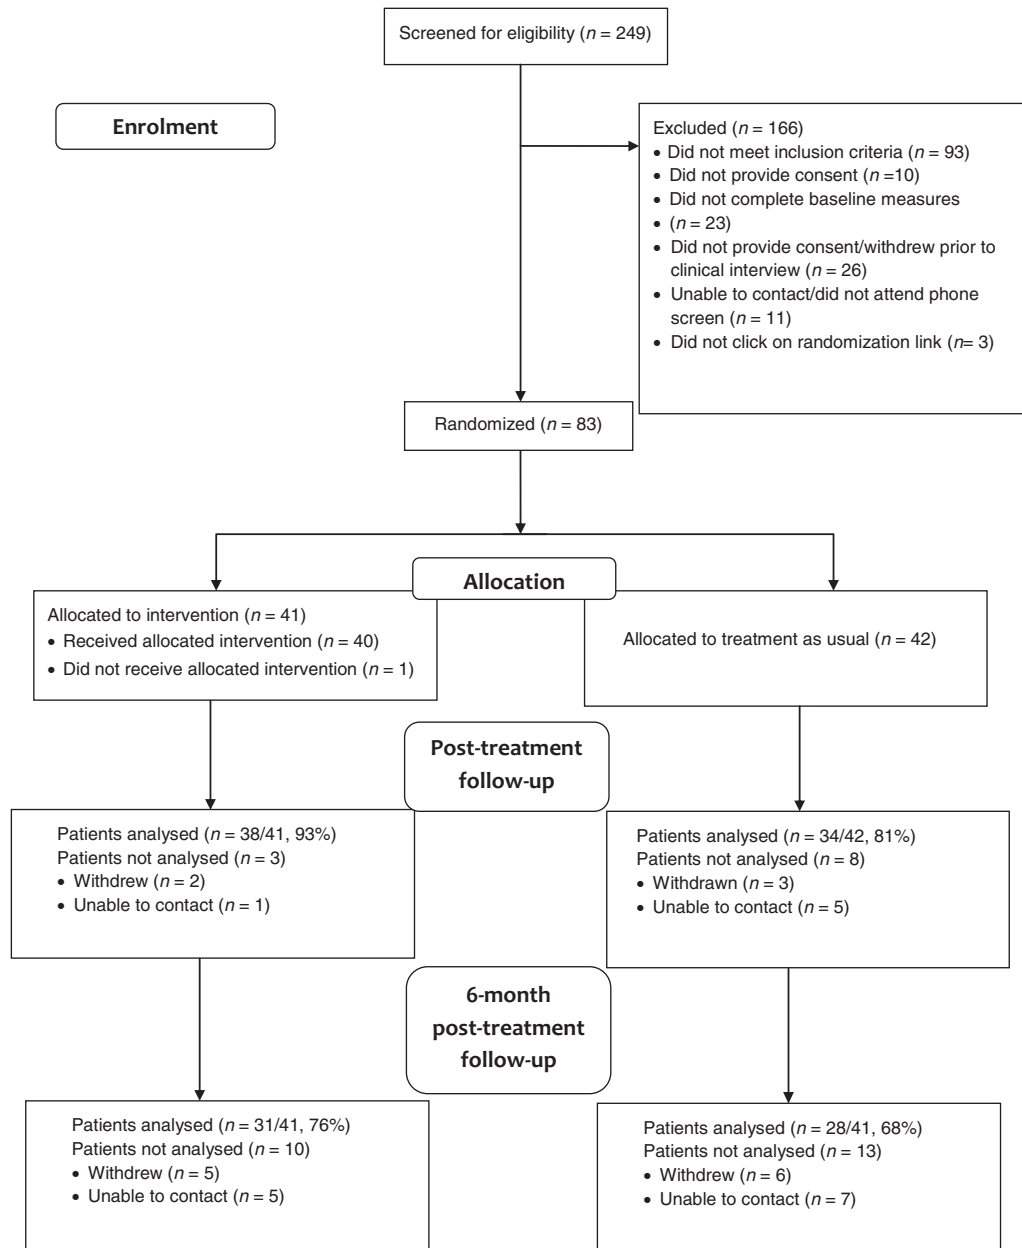 Screened for eligibility (n = 249)
Enrolment
Excluded (n = 166)
• Did not meet inclusion criteria (n = 93)
• Did not provide consent (n =10)
• Did not complete baseline measures
• (n = 23)
• Did not provide consent/withdrew prior to
clinical interview (n = 26)
• Unable to contact/did not attend phone
screen (n = 11)
• Did not click on randomization link (n= 3)
Randomized (n = 83)
Allocation
Allocated to intervention (n = 41)
• Received allocated intervention (n = 40)
• Did not receive allocated intervention (n = 1)
Allocated to treatment as usual (n = 42)
Post-treatment
follow-up
Patients analysed (n = 38/41, 93%)
Patients not analysed (n = 3)
• Withdrew (n = 2)
• Unable to contact (n = 1)
Patients analysed (n = 34/42, 81%)
Patients not analysed (n = 8)
• Withdrawn (n = 3)
• Unable to contact (n = 5)
6-month
post-treatment
follow-up
Patients analysed (n = 31/41, 76%)
Patients not analysed (n = 10)
• Withdrew (n = 5)
• Unable to contact (n = 5)
Patients analysed (n = 28/41, 68%)
Patients not analysed (n = 13)
• Withdrew (n = 6)
• Unable to contact (n = 7)